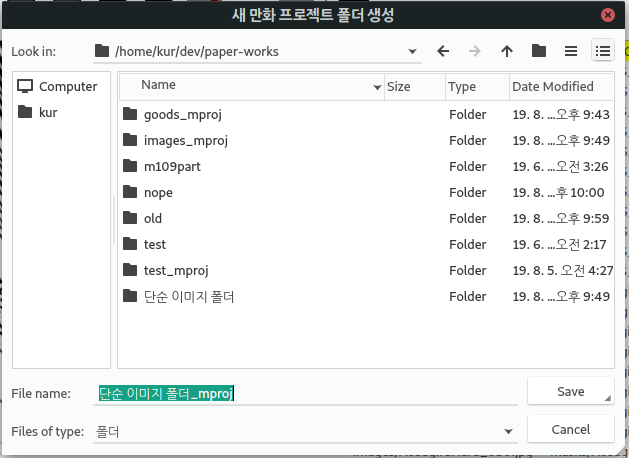 새 만화 프로젝트 폴더 생성
Look in: /home/kur/dev/paper-works
Computer
kur
Name Size Type Date Modified
goods_mproj Folder 19. 8. ...오후 9:43
images_mproj Folder 19. 8. ...오후 9:49
m109part Folder 19. 6. ...오전 3:26
nope Folder 19. 8. ...후 10:00
old Folder 19. 8. ...오후 9:59
test Folder 19. 6. ...오전 2:17
test_mproj Folder 19. 8. 5. 오전 4:27
단순 이미지 폴더 Folder 19. 8. ...오후 9:49
File name: 단순 이미지 폴더_mproj Save
Files of type: 폴더 Cancel